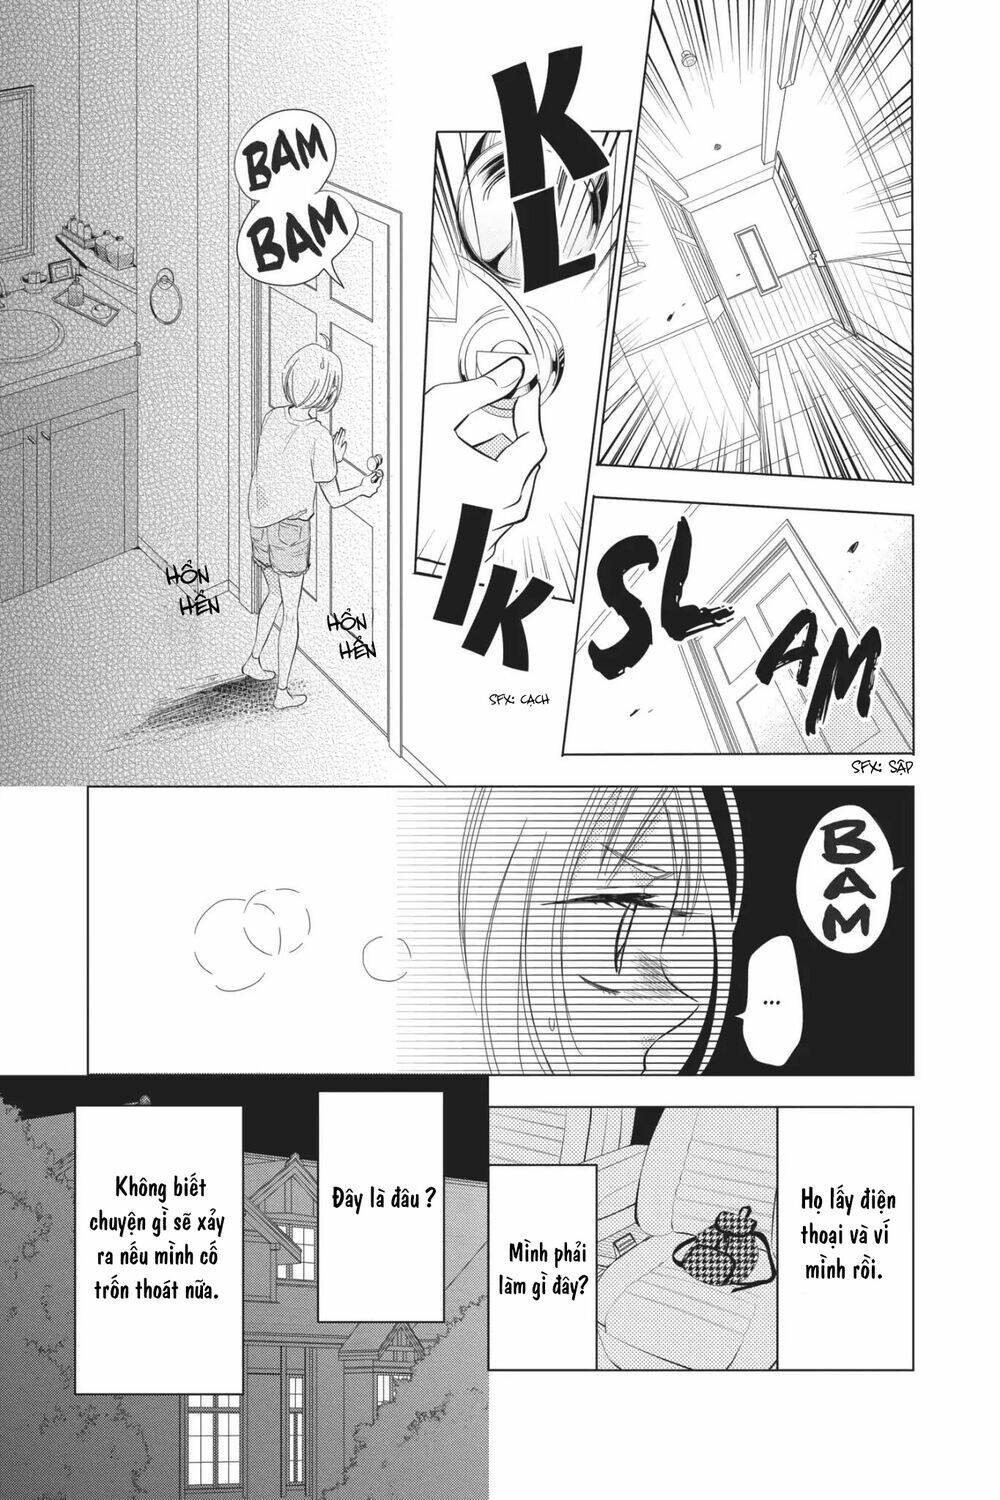 KL
IK
SFX: CẠCH
SLAM
SFX: SẬP
BAM
BAM
HỔN
HỂN
HỔN
HỂN
BAM
...
Họ lấy điện
thoại và ví
mình rồi.
Mình phải
làm gì đây?
Đây là đâu ?
Không biết
chuyện gì sẽ xảy
ra nếu mình cố
trốn thoát nữa.